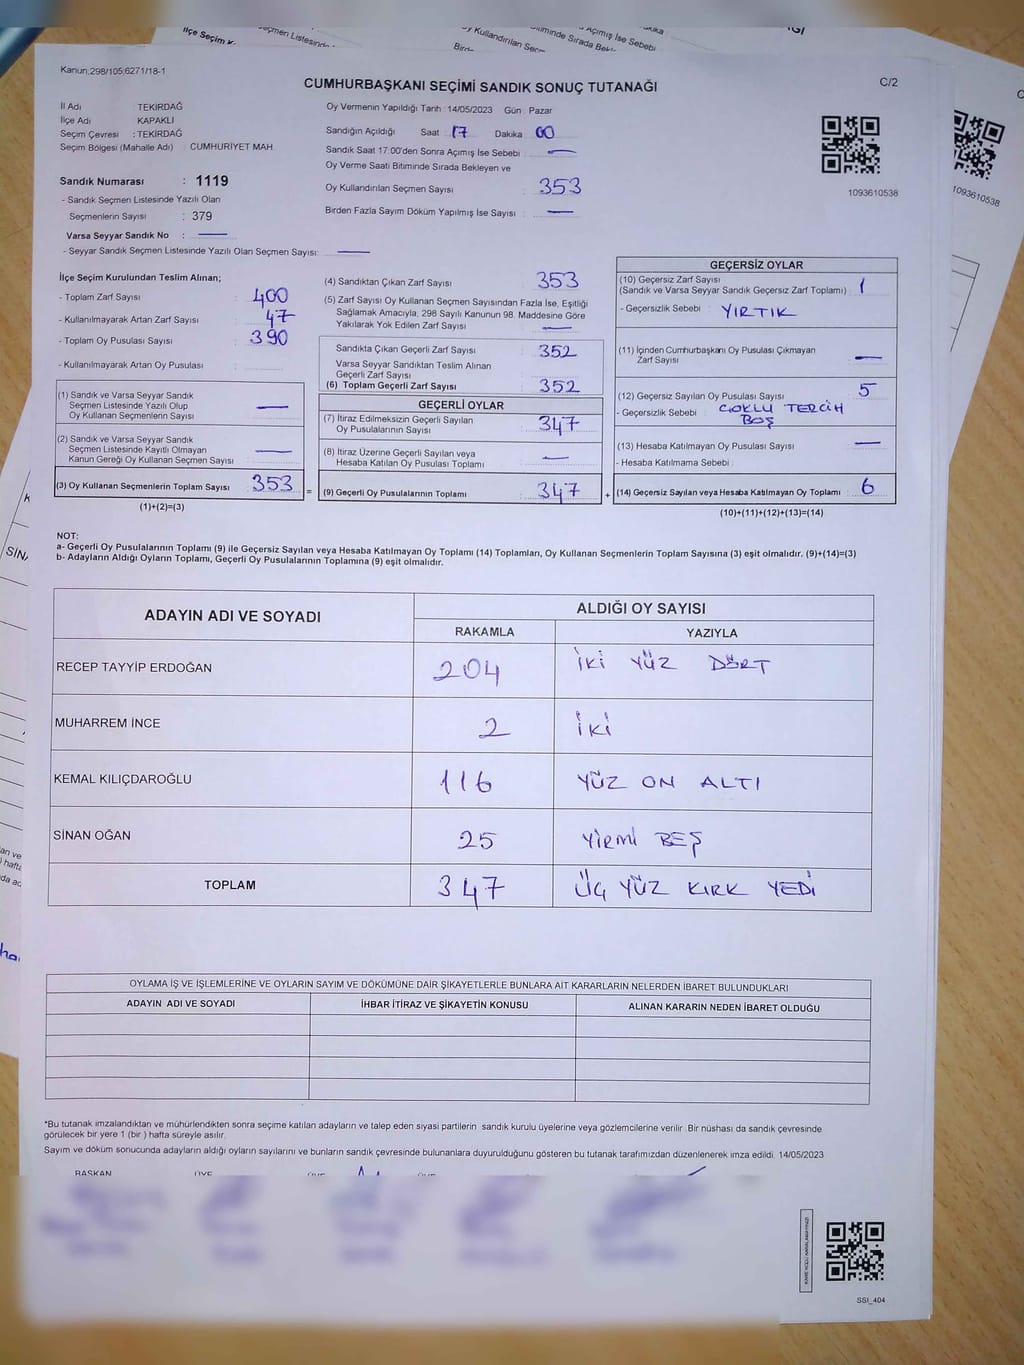 Kanun:298/105;6271/18-1
CUMHURBAŞKANI SEÇİMİ SANDIK SONUÇ TUTANAĞI
C/2
İl Adı : TEKİRDAĞ
İlçe Adı : KAPAKLI
Seçim Çevresi : TEKİRDAĞ
Seçim Bölgesi (Mahalle Adı) : CUMHURİYET MAH.
Sandık Numarası : 1119
- Sandık Seçmen Listesinde Yazılı Olan
Seçmenlerin Sayısı : 379
Varsa Seyyar Sandık No : —
- Seyyar Sandık Seçmen Listesinde Yazılı Olan Seçmen Sayısı: —
Oy Vermenin Yapıldığı Tarih : 14/05/2023 Gün : Pazar
Sandığın Açıldığı Saat 17 Dakika 00
Sandık Saat 17:00'den Sonra Açımış İse Sebebi : —
Oy Verme Saati Bitiminde Sırada Bekleyen ve
Oy Kullandırılan Seçmen Sayısı : 353
Birden Fazla Sayım Döküm Yapılmış İse Sayısı : —
1093610538
1093610538
İlçe Seçim Kurulundan Teslim Alınan;
- Toplam Zarf Sayısı : 400
- Kullanılmayarak Artan Zarf Sayısı : 47
- Toplam Oy Pusulası Sayısı : 390
- Kullanılmayarak Artan Oy Pusulası :
(1) Sandık ve Varsa Seyyar Sandık
Seçmen Listesinde Yazılı Olup
Oy Kullanan Seçmenlerin Sayısı —
(2) Sandık ve Varsa Seyyar Sandık
Seçmen Listesinde Kayıtlı Olmayan
Kanun Gereği Oy Kullanan Seçmen Sayısı —
(3) Oy Kullanan Seçmenlerin Toplam Sayısı : 353 =
(1)+(2)=(3)
(4) Sandıktan Çıkan Zarf Sayısı : 353
(5) Zarf Sayısı Oy Kullanan Seçmen Sayısından Fazla İse, Eşitliği
Sağlamak Amacıyla, 298 Sayılı Kanunun 98. Maddesine Göre
Yakılarak Yok Edilen Zarf Sayısı : —
Sandıkta Çıkan Geçerli Zarf Sayısı : 352
Varsa Seyyar Sandıktan Teslim Alınan
Geçerli Zarf Sayısı :
(6) Toplam Geçerli Zarf Sayısı : 352
GEÇERLİ OYLAR
(7) İtiraz Edilmeksizin Geçerli Sayılan
Oy Pusulalarının Sayısı : 347
(8) İtiraz Üzerine Geçerli Sayılan veya
Hesaba Katılan Oy Pusulası Toplamı : —
(9) Geçerli Oy Pusulalarının Toplamı : 347 +
GEÇERSİZ OYLAR
(10) Geçersiz Zarf Sayısı
(Sandık ve Varsa Seyyar Sandık Geçersiz Zarf Toplamı) : 1
- Geçersizlik Sebebi : YIRTIK
(11) İçinden Cumhurbaşkanı Oy Pusulası Çıkmayan
Zarf Sayısı : —
(12) Geçersiz Sayılan Oy Pusulası Sayısı : 5
- Geçersizlik Sebebi : ÇOKLU TERCİH
BOŞ
(13) Hesaba Katılmayan Oy Pusulası Sayısı : —
- Hesaba Katılmama Sebebi :
(14) Geçersiz Sayılan veya Hesaba Katılmayan Oy Toplamı : 6
(10)+(11)+(12)+(13)=(14)
NOT:
a- Geçerli Oy Pusulalarının Toplamı (9) ile Geçersiz Sayılan veya Hesaba Katılmayan Oy Toplamı (14) Toplamları, Oy Kullanan Seçmenlerin Toplam Sayısına (3) eşit olmalıdır. (9)+(14)=(3)
b- Adayların Aldığı Oyların Toplamı, Geçerli Oy Pusulalarının Toplamına (9) eşit olmalıdır.
ADAYIN ADI VE SOYADI ALDIĞI OY SAYISI
RAKAMLA YAZIYLA
RECEP TAYYİP ERDOĞAN 204 İKİ YÜZ DÖRT
MUHARREM İNCE 2 İKİ
KEMAL KILIÇDAROĞLU 116 YÜZ ON ALTI
SİNAN OĞAN 25 YİRMİ BEŞ
TOPLAM 347 ÜÇ YÜZ KIRK YEDİ
OYLAMA İŞ VE İŞLEMLERİNE VE OYLARIN SAYIM VE DÖKÜMÜNE DAİR ŞİKAYETLERLE BUNLARA AİT KARARLARIN NELERDEN İBARET BULUNDUKLARI
ADAYIN ADI VE SOYADI İHBAR İTİRAZ VE ŞİKAYETİN KONUSU ALINAN KARARIN NEDEN İBARET OLDUĞU
*Bu tutanak imzalandıktan ve mühürlendikten sonra seçime katılan adayların ve talep eden siyasi partilerin sandık kurulu üyelerine veya gözlemcilerine verilir. Bir nüshası da sandık çevresinde
görülecek bir yere 1 (bir ) hafta süreyle asılır.
Sayım ve döküm sonucunda adayların aldığı oyların sayılarını ve bunların sandık çevresinde bulunanlara duyurulduğunu gösteren bu tutanak tarafımızdan düzenlenerek imza edildi. 14/05/2023
BAŞKAN ÜYE
SSI_404